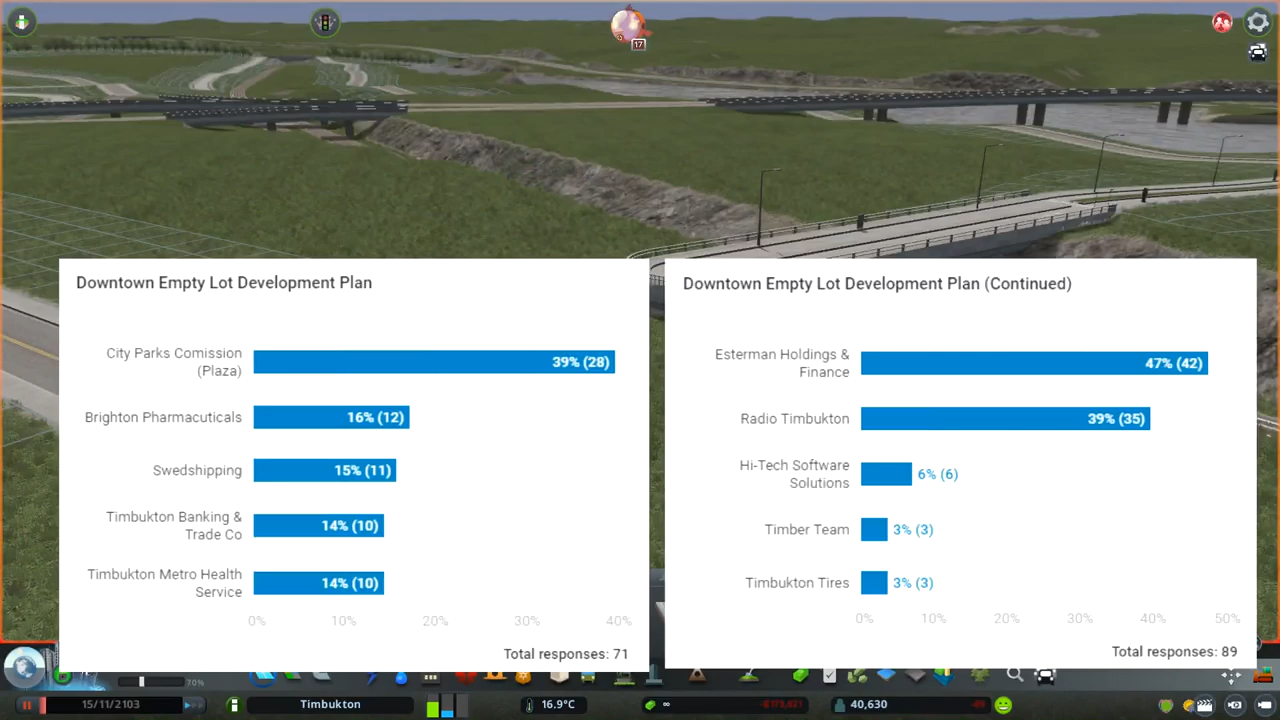 17
Downtown Empty Lot Development Plan
City Parks Comission
(Plaza)
39% (28)
Brighton Pharmacuticals
16% (12)
Swedshipping
15% (11)
Timbukton Banking &
Trade Co
14% (10)
Timbukton Metro Health
Service
14% (10)
0% 10% 20% 30% 40%
Total responses: 71
Downtown Empty Lot Development Plan (Continued)
Esterman Holdings &
Finance
47% (42)
Radio Timbukton
39% (35)
Hi-Tech Software
Solutions
6% (6)
Timber Team
3% (3)
Timbukton Tires
3% (3)
0% 10% 20% 30% 40% 50%
Total responses: 89
70%
15/11/2103
Timbukton
16.9°C
∞
40,630